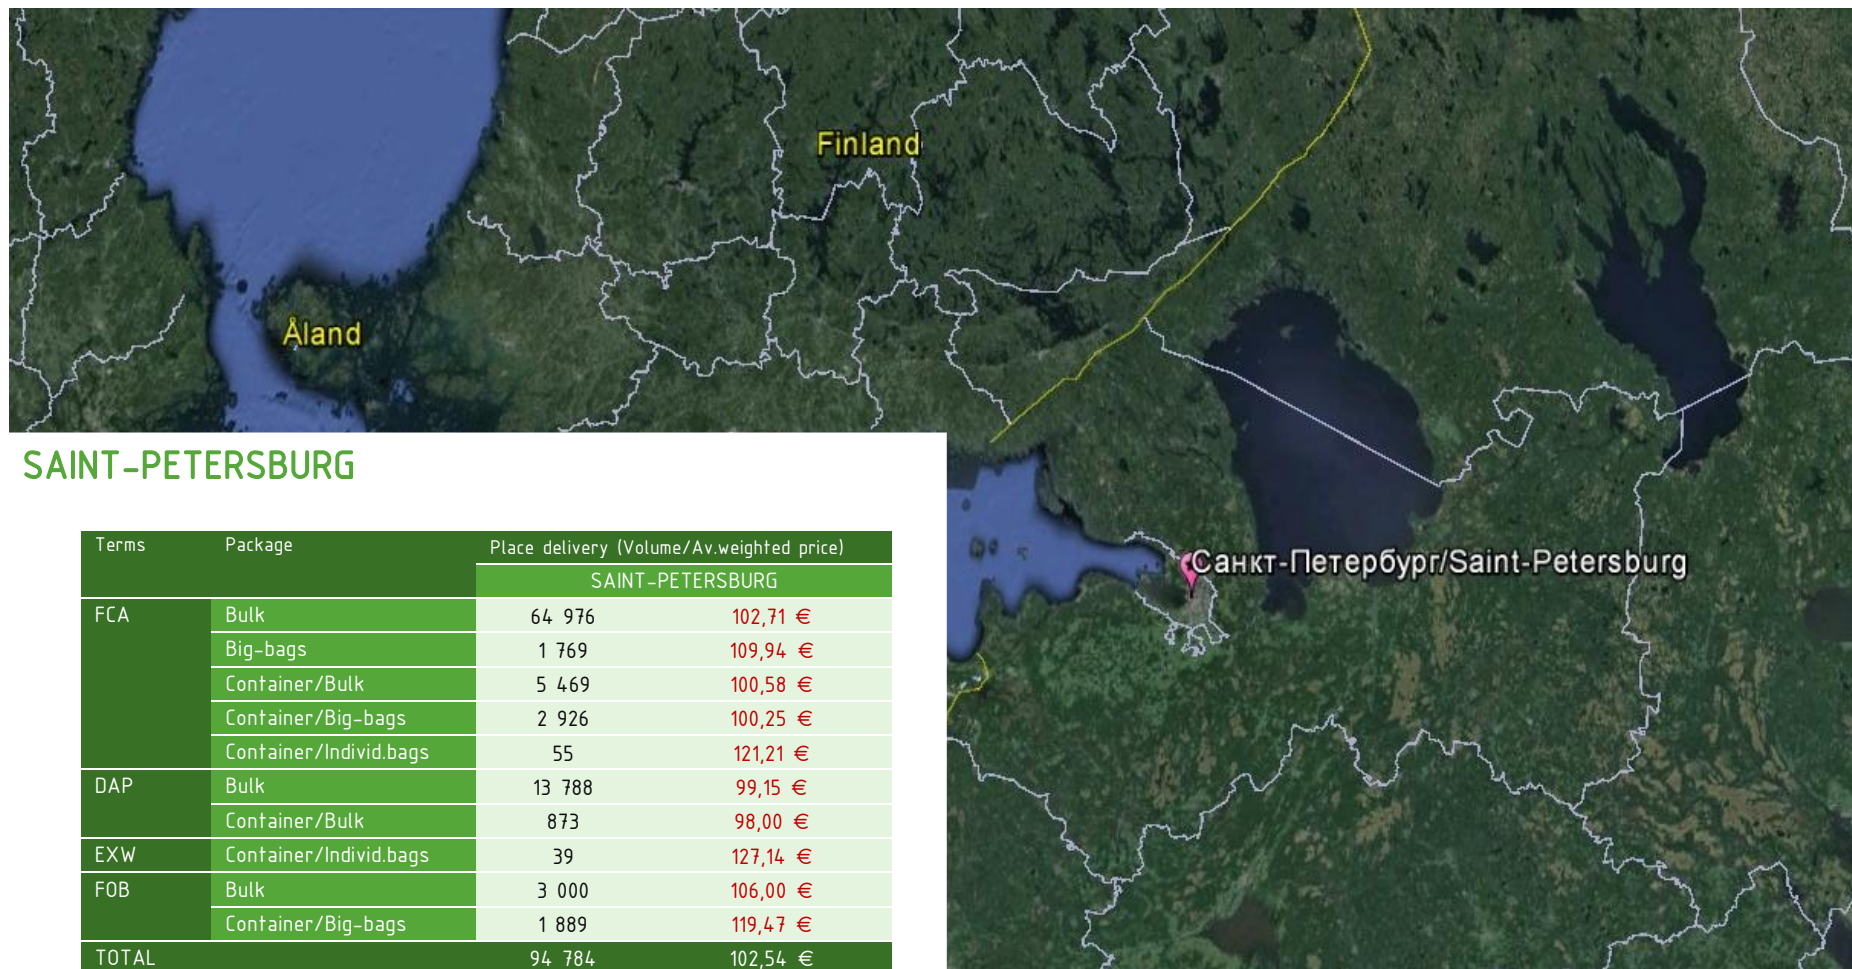 Finland
Åland
Санкт-Петербург/Saint-Petersburg
SAINT-PETERSBURG
Terms Package Place delivery (Volume/Av.weighted price)
SAINT-PETERSBURG
FCA Bulk 64 976 102,71 €
Big-bags 1 769 109,94 €
Container/Bulk 5 469 100,58 €
Container/Big-bags 2 926 100,25 €
Container/Individ.bags 55 121,21 €
DAP Bulk 13 788 99,15 €
Container/Bulk 873 98,00 €
EXW Container/Individ.bags 39 127,14 €
FOB Bulk 3 000 106,00 €
Container/Big-bags 1 889 119,47 €
TOTAL 94 784 102,54 €